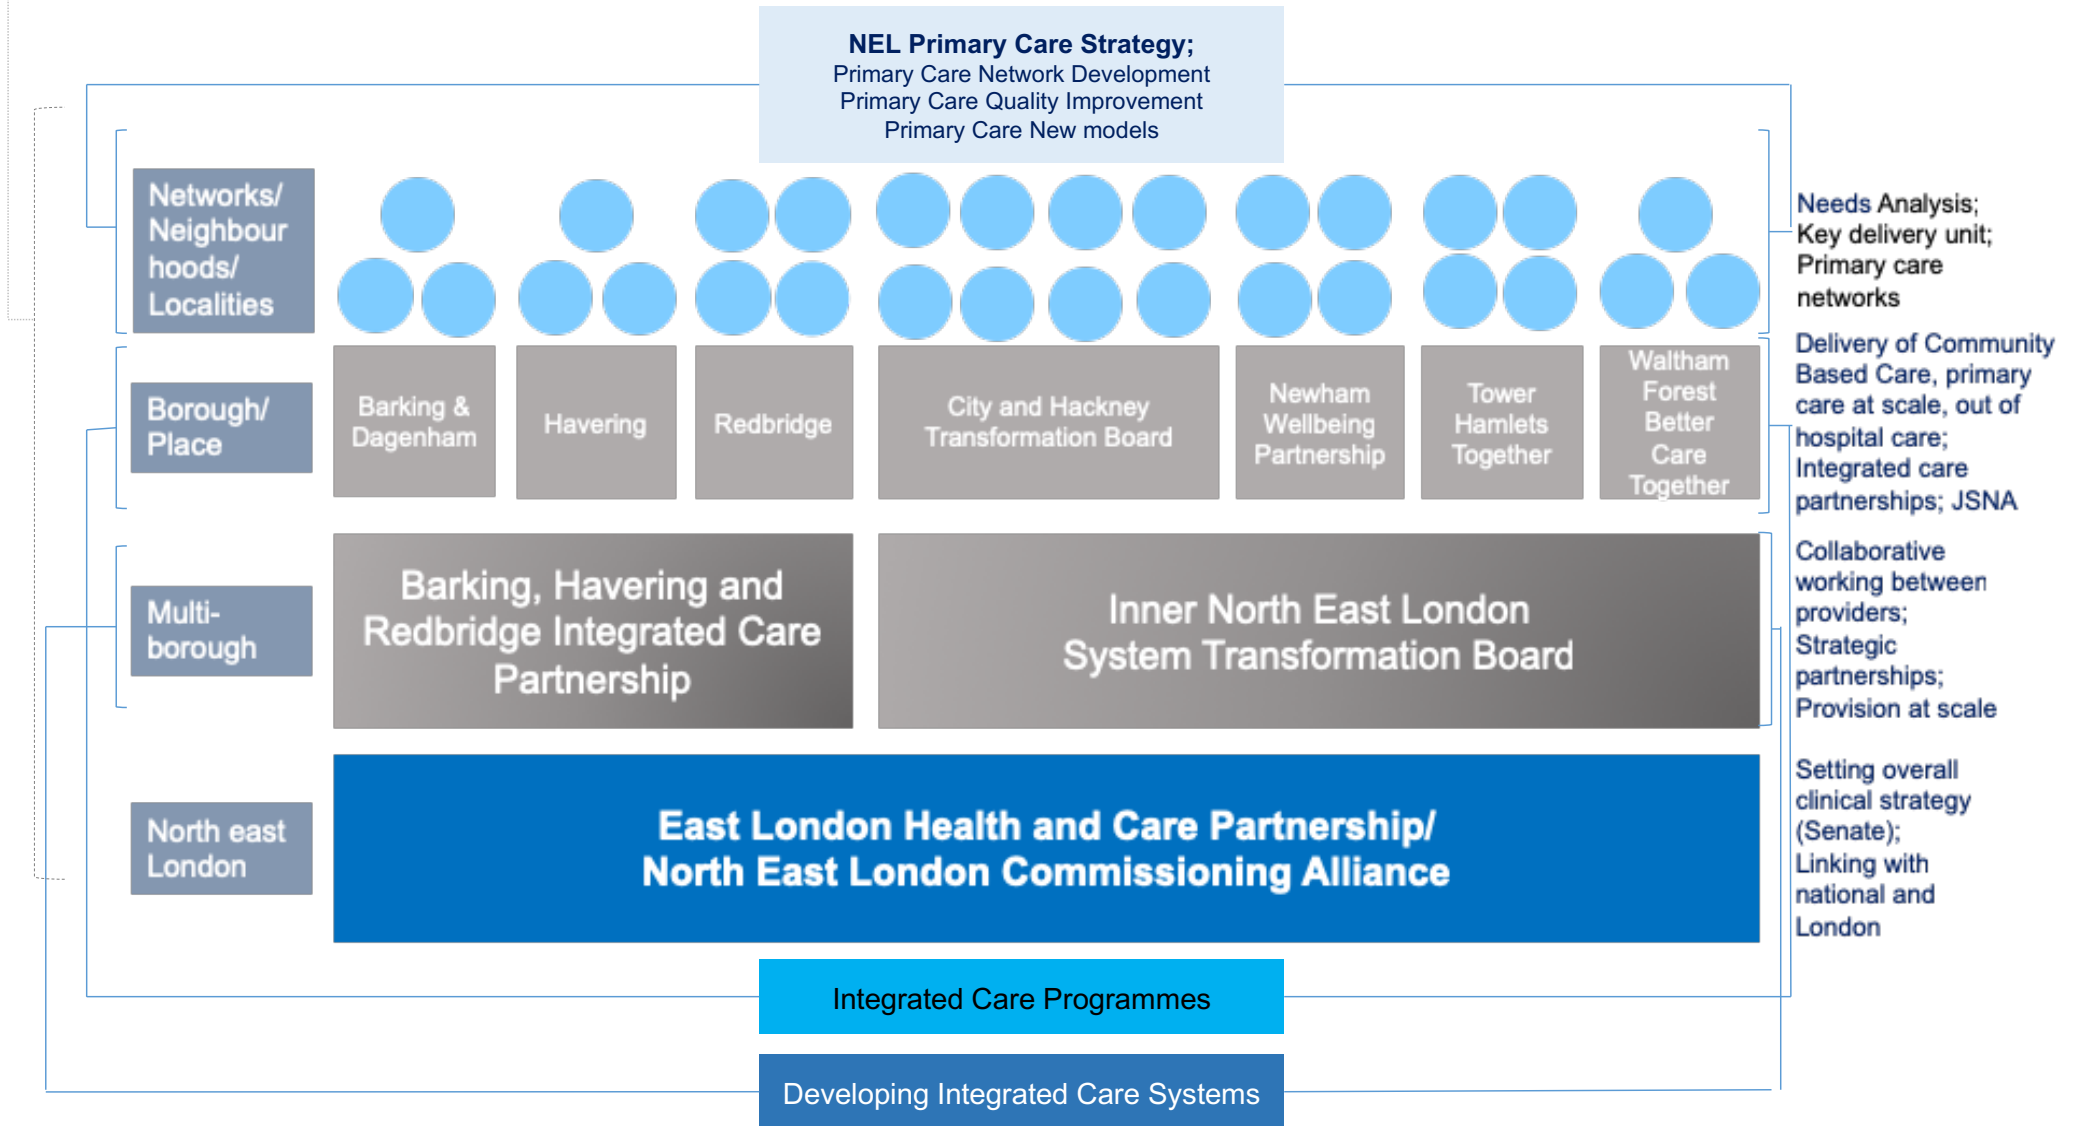 NEL Primary Care Strategy;
Primary Care Network Development
Primary Care Quality Improvement
Primary Care New models
Networks/
Neighbour
hoods/
Localities
Needs Analysis;
Key delivery unit;
Primary care
networks
Borough/
Place
Barking &
Dagenham
Havering
Redbridge
City and Hackney
Transformation Board
Newham
Wellbeing
Partnership
Tower
Hamlets
Together
Waltham
Forest
Better
Care
Together
Delivery of Community
Based Care, primary
care at scale, out of
hospital care;
Integrated care
partnerships; JSNA
Multi-
borough
Barking, Havering and
Redbridge Integrated Care
Partnership
Inner North East London
System Transformation Board
Collaborative
working between
providers;
Strategic
partnerships;
Provision at scale
North east
London
East London Health and Care Partnership/
North East London Commissioning Alliance
Setting overall
clinical strategy
(Senate);
Linking with
national and
London
Integrated Care Programmes
Developing Integrated Care Systems